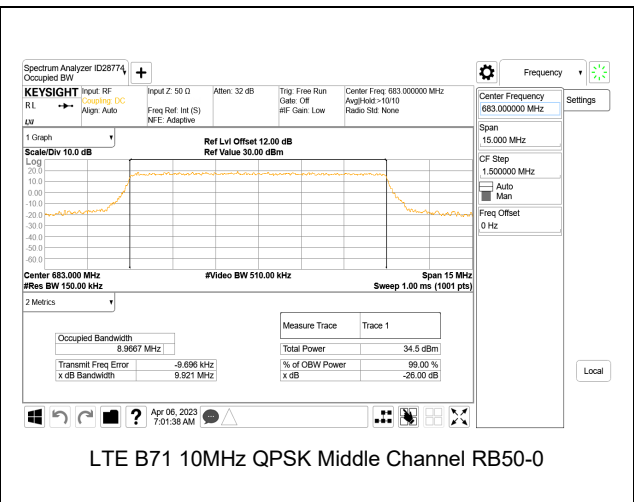 Spectrum Analyzer ID28774
Occupied BW
+
Frequency
KEYSIGHT
RL
LXI
Input: RF
Coupling: DC
Align: Auto
Input Z: 50 Ω
Freq Ref: Int (S)
NFE: Adaptive
Atten: 32 dB
Trig: Free Run
Gate: Off
#IF Gain: Low
Center Freq: 683.000000 MHz
Avg|Hold:>10/10
Radio Std: None
Center Frequency
683.000000 MHz
Settings
Span
15.000 MHz
CF Step
1.500000 MHz
Auto
Man
Freq Offset
0 Hz
1 Graph
Scale/Div 10.0 dB
Ref Lvl Offset 12.00 dB
Ref Value 30.00 dBm
Log
20.0
10.0
0.00
-10.0
-20.0
-30.0
-40.0
-50.0
-60.0
Center 683.000 MHz
#Res BW 150.00 kHz
#Video BW 510.00 kHz
Span 15 MHz
Sweep 1.00 ms (1001 pts)
2 Metrics
Measure Trace Trace 1
Occupied Bandwidth
8.9667 MHz
Total Power 34.5 dBm
Transmit Freq Error -9.696 kHz
% of OBW Power 99.00 %
x dB Bandwidth 9.921 MHz
x dB -26.00 dB
Local
?
Apr 06, 2023
7:01:38 AM
LTE B71 10MHz QPSK Middle Channel RB50-0